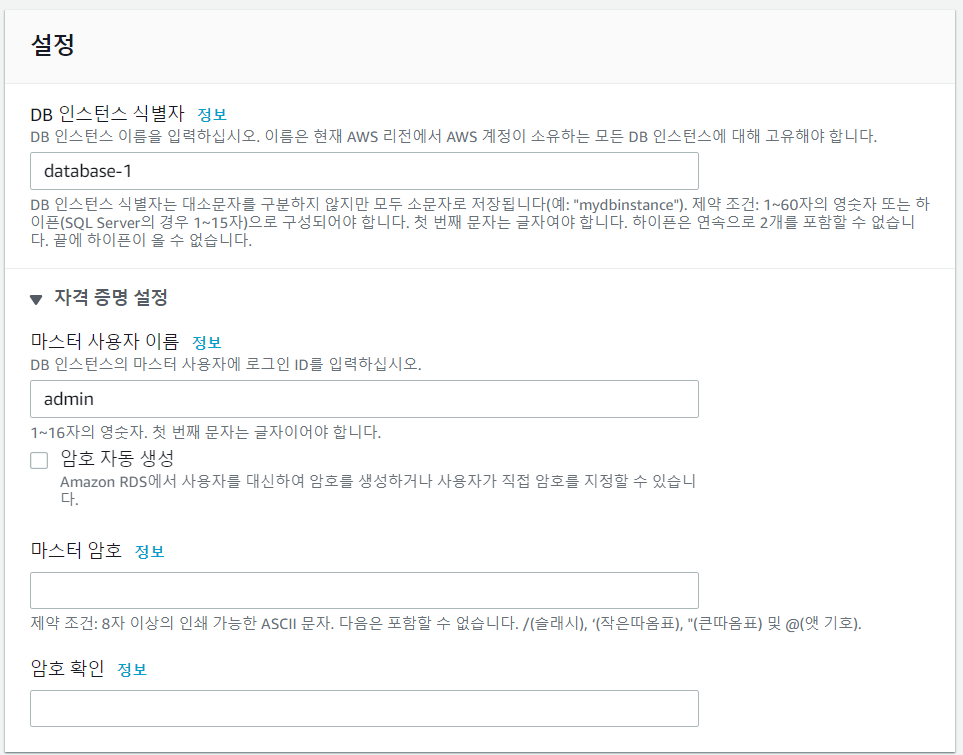 설정
DB 인스턴스 식별자 정보
DB 인스턴스 이름을 입력하십시오. 이름은 현재 AWS 리전에서 AWS 계정이 소유하는 모든 DB 인스턴스에 대해 고유해야 합니다.
database-1
DB 인스턴스 식별자는 대소문자를 구분하지 않지만 모두 소문자로 저장됩니다(예: "mydbinstance"). 제약 조건: 1~60자의 영숫자 또는 하
이픈(SQL Server의 경우 1~15자)으로 구성되어야 합니다. 첫 번째 문자는 글자여야 합니다. 하이픈은 연속으로 2개를 포함할 수 없습니
다. 끝에 하이픈이 올 수 없습니다.
▼ 자격 증명 설정
마스터 사용자 이름 정보
DB 인스턴스의 마스터 사용자에 로그인 ID를 입력하십시오.
admin
1~16자의 영숫자. 첫 번째 문자는 글자이어야 합니다.
암호 자동 생성
Amazon RDS에서 사용자를 대신하여 암호를 생성하거나 사용자가 직접 암호를 지정할 수 있습니
다.
마스터 암호 정보
제약 조건: 8자 이상의 인쇄 가능한 ASCII 문자. 다음은 포함할 수 없습니다. /(슬래시), ‘(작은따옴표), "(큰따옴표) 및 @(앳 기호).
암호 확인 정보